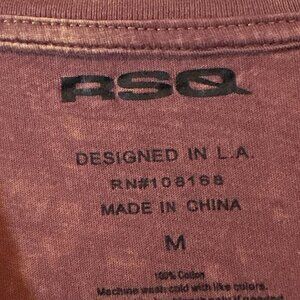 RSQ
DESIGNED IN L.A
RN#108168
MADE IN CHINA
M
100% Cotton
Machine wash cold with like colors.